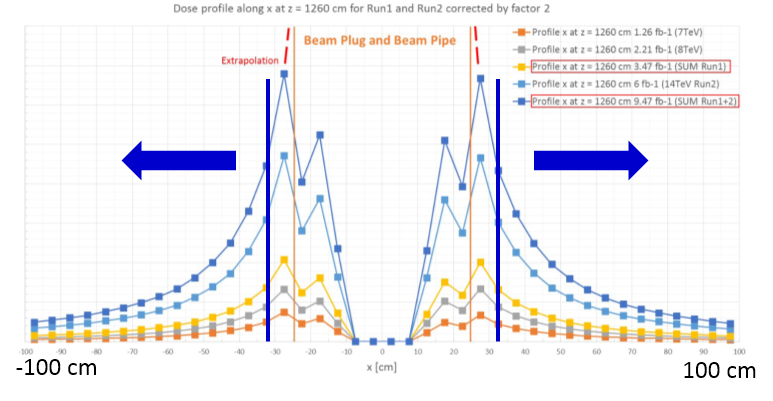 Dose profile along x at z = 1260 cm for Run1 and Run2 corrected by factor 2
Beam Plug and Beam Pipe
Extrapolation
Profile x at z = 1260 cm 1.26 fb-1 (7TeV)
Profile x at z = 1260 cm 2.21 fb-1 (8TeV)
Profile x at z = 1260 cm 3.47 fb-1 (SUM Run1)
Profile x at z = 1260 cm 6 fb-1 (14TeV Run2)
Profile x at z = 1260 cm 9.47 fb-1 (SUM Run1+2)
-100 -90 -80 -70 -60 -50 -40 -30 -20 -10 0 10 20 30 40 50 60 70 80 90 100
x [cm]
-100 cm
100 cm